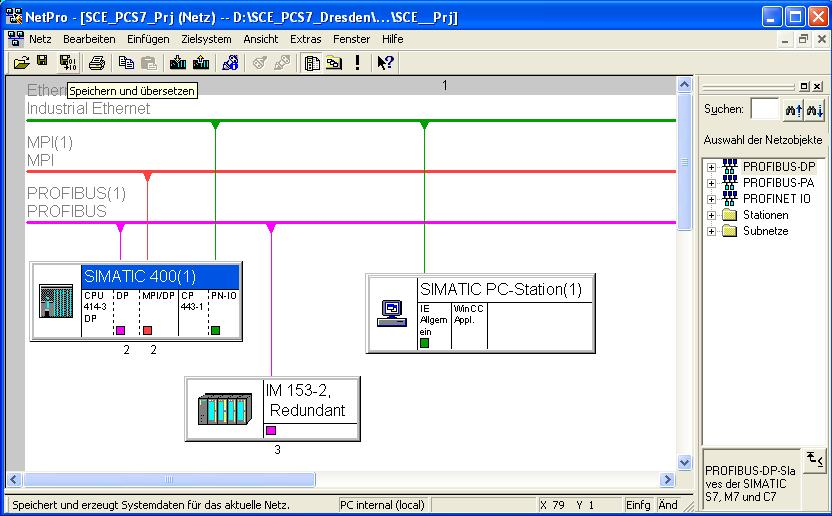 NetPro - [SCE_PCS7_Prj (Netz) -- D:\SCE_PCS7_Dresden\...\SCE__Prj]
Netz Bearbeiten Einfügen Zielsystem Ansicht Extras Fenster Hilfe
Speichern und übersetzen
1
Industrial Ethernet
MPI(1)
MPI
PROFIBUS(1)
PROFIBUS
SIMATIC 400(1)
CPU
414-3
DP
DP
MPI/DP
CP
443-1
PN-IO
2
2
SIMATIC PC-Station(1)
IE
Allgem
ein
WinCC
Appl.
IM 153-2,
Redundant
3
Suchen:
Auswahl der Netzobjekte
PROFIBUS-DP
PROFIBUS-PA
PROFINET IO
Stationen
Subnetze
PROFIBUS-DP-Sla
ves der SIMATIC
S7, M7 und C7
Speichert und erzeugt Systemdaten für das aktuelle Netz.
PC internal (local)
X 79 Y 1
Einfg
Änd